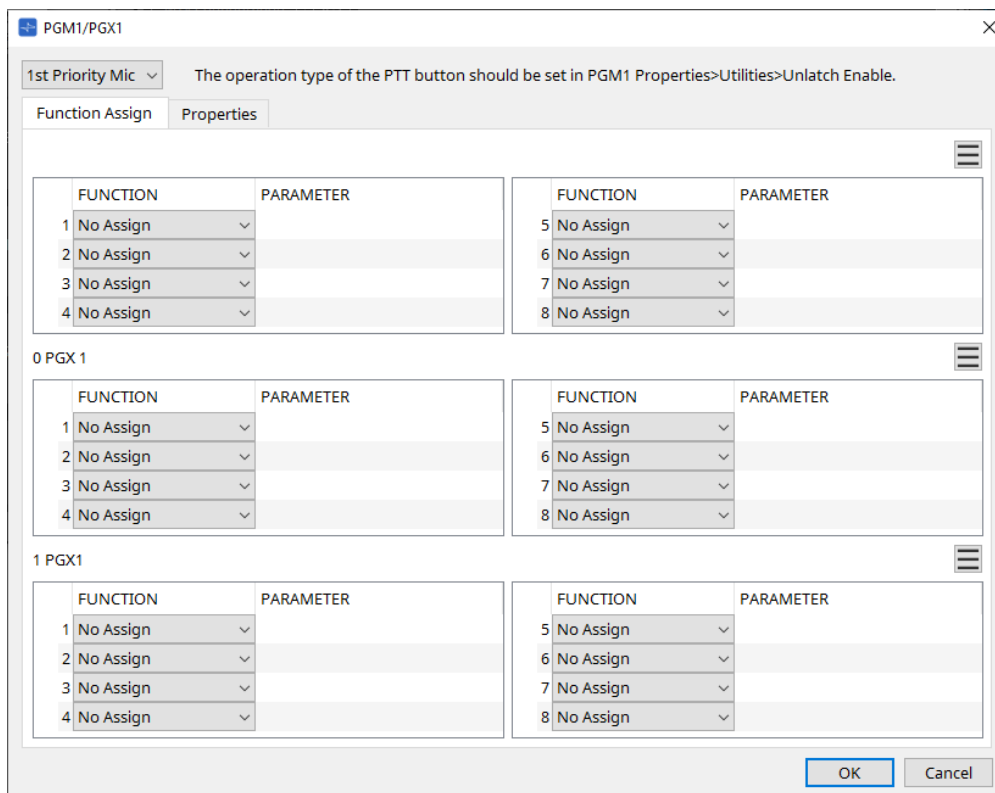 PGM1/PGX1
1st Priority Mic The operation type of the PTT button should be set in PGM1 Properties>Utilities>Unlatch Enable.
Function Assign Properties
FUNCTION PARAMETER FUNCTION PARAMETER
1 No Assign 5 No Assign
2 No Assign 6 No Assign
3 No Assign 7 No Assign
4 No Assign 8 No Assign
0 PGX 1
FUNCTION PARAMETER FUNCTION PARAMETER
1 No Assign 5 No Assign
2 No Assign 6 No Assign
3 No Assign 7 No Assign
4 No Assign 8 No Assign
1 PGX1
FUNCTION PARAMETER FUNCTION PARAMETER
1 No Assign 5 No Assign
2 No Assign 6 No Assign
3 No Assign 7 No Assign
4 No Assign 8 No Assign
OK Cancel